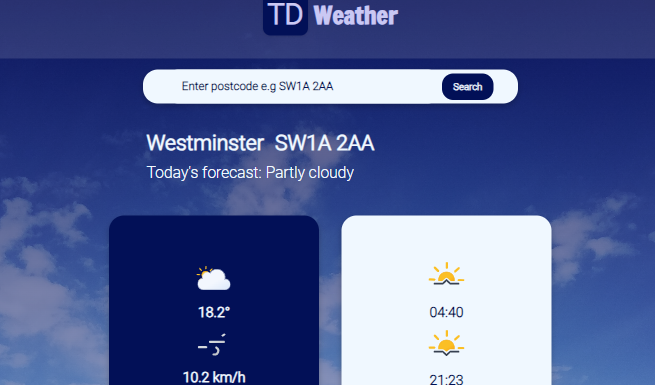 TD Weather
Enter postcode e.g SW1A 2AA
Search
Westminster SW1A 2AA
Today's forecast: Partly cloudy
18.2°
04:40
10.2 km/h
21:23